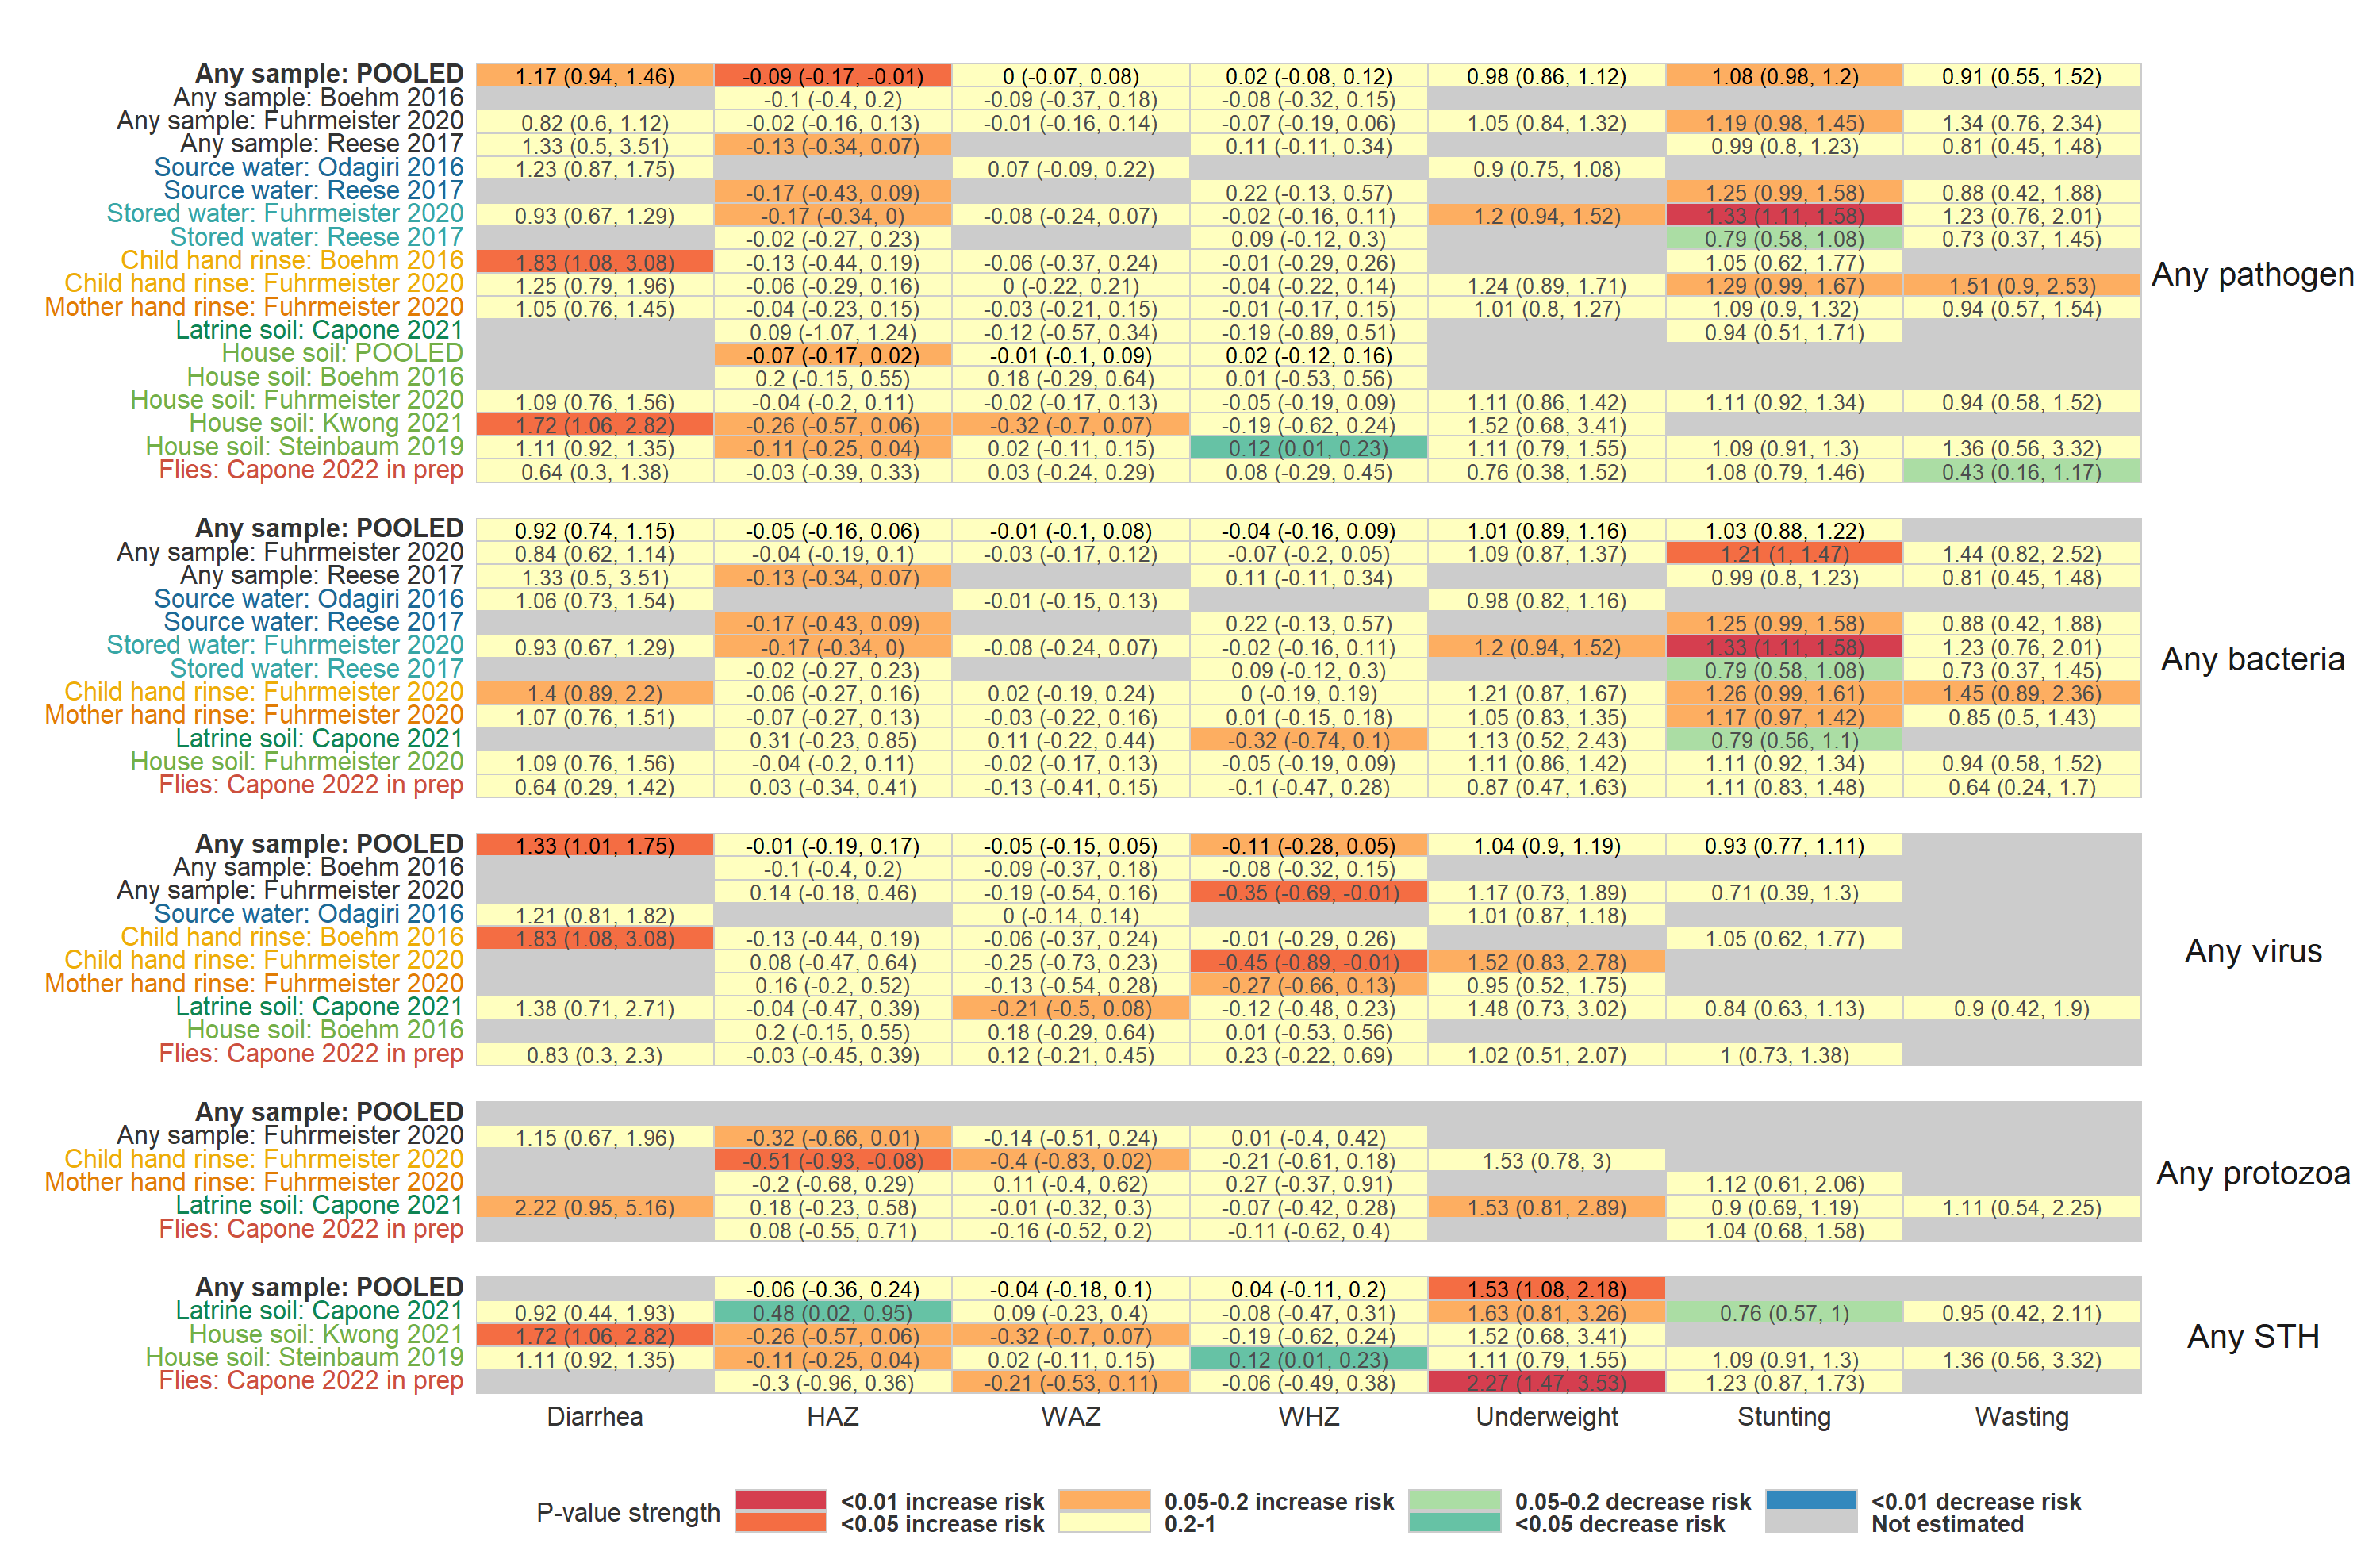 Any sample: POOLED 1.17 (0.94, 1.46) -0.09 (-0.17, -0.01) 0 (-0.07, 0.08) 0.02 (-0.08, 0.12) 0.98 (0.86, 1.12) 1.08 (0.98, 1.2) 0.91 (0.55, 1.52)
Any sample: Boehm 2016 -0.1 (-0.4, 0.2) -0.09 (-0.37, 0.18) -0.08 (-0.32, 0.15)
Any sample: Fuhrmeister 2020 0.82 (0.6, 1.12) -0.02 (-0.16, 0.13) -0.01 (-0.16, 0.14) -0.07 (-0.19, 0.06) 1.05 (0.84, 1.32) 1.19 (0.98, 1.45) 1.34 (0.76, 2.34)
Any sample: Reese 2017 1.33 (0.5, 3.51) -0.13 (-0.34, 0.07) 0.11 (-0.11, 0.34) 0.99 (0.8, 1.23) 0.81 (0.45, 1.48)
Source water: Odagiri 2016 1.23 (0.87, 1.75) 0.07 (-0.09, 0.22) 0.9 (0.75, 1.08)
Source water: Reese 2017 -0.17 (-0.43, 0.09) 0.22 (-0.13, 0.57) 1.25 (0.99, 1.58) 0.88 (0.42, 1.88)
Stored water: Fuhrmeister 2020 0.93 (0.67, 1.29) -0.17 (-0.34, 0) -0.08 (-0.24, 0.07) -0.02 (-0.16, 0.11) 1.2 (0.94, 1.52) 1.33 (1.11, 1.58) 1.23 (0.76, 2.01)
Stored water: Reese 2017 -0.02 (-0.27, 0.23) 0.09 (-0.12, 0.3) 0.79 (0.58, 1.08) 0.73 (0.37, 1.45)
Child hand rinse: Boehm 2016 1.83 (1.08, 3.08) -0.13 (-0.44, 0.19) -0.06 (-0.37, 0.24) -0.01 (-0.29, 0.26) 1.05 (0.62, 1.77)
Any pathogen
Child hand rinse: Fuhrmeister 2020 1.25 (0.79, 1.96) -0.06 (-0.29, 0.16) 0 (-0.22, 0.21) -0.04 (-0.22, 0.14) 1.24 (0.89, 1.71) 1.29 (0.99, 1.67) 1.51 (0.9, 2.53)
Mother hand rinse: Fuhrmeister 2020 1.05 (0.76, 1.45) -0.04 (-0.23, 0.15) -0.03 (-0.21, 0.15) -0.01 (-0.17, 0.15) 1.01 (0.8, 1.27) 1.09 (0.9, 1.32) 0.94 (0.57, 1.54)
Latrine soil: Capone 2021 0.09 (-1.07, 1.24) -0.12 (-0.57, 0.34) -0.19 (-0.89, 0.51) 0.94 (0.51, 1.71)
House soil: POOLED -0.07 (-0.17, 0.02) -0.01 (-0.1, 0.09) 0.02 (-0.12, 0.16)
House soil: Boehm 2016 0.2 (-0.15, 0.55) 0.18 (-0.29, 0.64) 0.01 (-0.53, 0.56)
House soil: Fuhrmeister 2020 1.09 (0.76, 1.56) -0.04 (-0.2, 0.11) -0.02 (-0.17, 0.13) -0.05 (-0.19, 0.09) 1.11 (0.86, 1.42) 1.11 (0.92, 1.34) 0.94 (0.58, 1.52)
House soil: Kwong 2021 1.72 (1.06, 2.82) -0.26 (-0.57, 0.06) -0.32 (-0.7, 0.07) -0.19 (-0.62, 0.24) 1.52 (0.68, 3.41)
House soil: Steinbaum 2019 1.11 (0.92, 1.35) -0.11 (-0.25, 0.04) 0.02 (-0.11, 0.15) 0.12 (0.01, 0.23) 1.11 (0.79, 1.55) 1.09 (0.91, 1.3) 1.36 (0.56, 3.32)
Flies: Capone 2022 in prep 0.64 (0.3, 1.38) -0.03 (-0.39, 0.33) 0.03 (-0.24, 0.29) 0.08 (-0.29, 0.45) 0.76 (0.38, 1.52) 1.08 (0.79, 1.46) 0.43 (0.16, 1.17)
Any sample: POOLED 0.92 (0.74, 1.15) -0.05 (-0.16, 0.06) -0.01 (-0.1, 0.08) -0.04 (-0.16, 0.09) 1.01 (0.89, 1.16) 1.03 (0.88, 1.22)
Any sample: Fuhrmeister 2020 0.84 (0.62, 1.14) -0.04 (-0.19, 0.1) -0.03 (-0.17, 0.12) -0.07 (-0.2, 0.05) 1.09 (0.87, 1.37) 1.21 (1, 1.47) 1.44 (0.82, 2.52)
Any sample: Reese 2017 1.33 (0.5, 3.51) -0.13 (-0.34, 0.07) 0.11 (-0.11, 0.34) 0.99 (0.8, 1.23) 0.81 (0.45, 1.48)
Source water: Odagiri 2016 1.06 (0.73, 1.54) -0.01 (-0.15, 0.13) 0.98 (0.82, 1.16)
Source water: Reese 2017 -0.17 (-0.43, 0.09) 0.22 (-0.13, 0.57) 1.25 (0.99, 1.58) 0.88 (0.42, 1.88)
Stored water: Fuhrmeister 2020 0.93 (0.67, 1.29) -0.17 (-0.34, 0) -0.08 (-0.24, 0.07) -0.02 (-0.16, 0.11) 1.2 (0.94, 1.52) 1.33 (1.11, 1.58) 1.23 (0.76, 2.01)
Any bacteria
Stored water: Reese 2017 -0.02 (-0.27, 0.23) 0.09 (-0.12, 0.3) 0.79 (0.58, 1.08) 0.73 (0.37, 1.45)
Child hand rinse: Fuhrmeister 2020 1.4 (0.89, 2.2) -0.06 (-0.27, 0.16) 0.02 (-0.19, 0.24) 0 (-0.19, 0.19) 1.21 (0.87, 1.67) 1.26 (0.99, 1.61) 1.45 (0.89, 2.36)
Mother hand rinse: Fuhrmeister 2020 1.07 (0.76, 1.51) -0.07 (-0.27, 0.13) -0.03 (-0.22, 0.16) 0.01 (-0.15, 0.18) 1.05 (0.83, 1.35) 1.17 (0.97, 1.42) 0.85 (0.5, 1.43)
Latrine soil: Capone 2021 0.31 (-0.23, 0.85) 0.11 (-0.22, 0.44) -0.32 (-0.74, 0.1) 1.13 (0.52, 2.43) 0.79 (0.56, 1.1)
House soil: Fuhrmeister 2020 1.09 (0.76, 1.56) -0.04 (-0.2, 0.11) -0.02 (-0.17, 0.13) -0.05 (-0.19, 0.09) 1.11 (0.86, 1.42) 1.11 (0.92, 1.34) 0.94 (0.58, 1.52)
Flies: Capone 2022 in prep 0.64 (0.29, 1.42) 0.03 (-0.34, 0.41) -0.13 (-0.41, 0.15) -0.1 (-0.47, 0.28) 0.87 (0.47, 1.63) 1.11 (0.83, 1.48) 0.64 (0.24, 1.7)
Any sample: POOLED 1.33 (1.01, 1.75) -0.01 (-0.19, 0.17) -0.05 (-0.15, 0.05) -0.11 (-0.28, 0.05) 1.04 (0.9, 1.19) 0.93 (0.77, 1.11)
Any sample: Boehm 2016 -0.1 (-0.4, 0.2) -0.09 (-0.37, 0.18) -0.08 (-0.32, 0.15)
Any sample: Fuhrmeister 2020 0.14 (-0.18, 0.46) -0.19 (-0.54, 0.16) -0.35 (-0.69, -0.01) 1.17 (0.73, 1.89) 0.71 (0.39, 1.3)
Source water: Odagiri 2016 1.21 (0.81, 1.82) 0 (-0.14, 0.14) 1.01 (0.87, 1.18)
Child hand rinse: Boehm 2016 1.83 (1.08, 3.08) -0.13 (-0.44, 0.19) -0.06 (-0.37, 0.24) -0.01 (-0.29, 0.26) 1.05 (0.62, 1.77)
Any virus
Child hand rinse: Fuhrmeister 2020 0.08 (-0.47, 0.64) -0.25 (-0.73, 0.23) -0.45 (-0.89, -0.01) 1.52 (0.83, 2.78)
Mother hand rinse: Fuhrmeister 2020 0.16 (-0.2, 0.52) -0.13 (-0.54, 0.28) -0.27 (-0.66, 0.13) 0.95 (0.52, 1.75)
Latrine soil: Capone 2021 1.38 (0.71, 2.71) -0.04 (-0.47, 0.39) -0.21 (-0.5, 0.08) -0.12 (-0.48, 0.23) 1.48 (0.73, 3.02) 0.84 (0.63, 1.13) 0.9 (0.42, 1.9)
House soil: Boehm 2016 0.2 (-0.15, 0.55) 0.18 (-0.29, 0.64) 0.01 (-0.53, 0.56)
Flies: Capone 2022 in prep 0.83 (0.3, 2.3) -0.03 (-0.45, 0.39) 0.12 (-0.21, 0.45) 0.23 (-0.22, 0.69) 1.02 (0.51, 2.07) 1 (0.73, 1.38)
Any sample: POOLED
Any sample: Fuhrmeister 2020 1.15 (0.67, 1.96) -0.32 (-0.66, 0.01) -0.14 (-0.51, 0.24) 0.01 (-0.4, 0.42)
Child hand rinse: Fuhrmeister 2020 -0.51 (-0.93, -0.08) -0.4 (-0.83, 0.02) -0.21 (-0.61, 0.18) 1.53 (0.78, 3)
Any protozoa
Mother hand rinse: Fuhrmeister 2020 -0.2 (-0.68, 0.29) 0.11 (-0.4, 0.62) 0.27 (-0.37, 0.91) 1.12 (0.61, 2.06)
Latrine soil: Capone 2021 2.22 (0.95, 5.16) 0.18 (-0.23, 0.58) -0.01 (-0.32, 0.3) -0.07 (-0.42, 0.28) 1.53 (0.81, 2.89) 0.9 (0.69, 1.19) 1.11 (0.54, 2.25)
Flies: Capone 2022 in prep 0.08 (-0.55, 0.71) -0.16 (-0.52, 0.2) -0.11 (-0.62, 0.4) 1.04 (0.68, 1.58)
Any sample: POOLED -0.06 (-0.36, 0.24) -0.04 (-0.18, 0.1) 0.04 (-0.11, 0.2) 1.53 (1.08, 2.18)
Latrine soil: Capone 2021 0.92 (0.44, 1.93) 0.48 (0.02, 0.95) 0.09 (-0.23, 0.4) -0.08 (-0.47, 0.31) 1.63 (0.81, 3.26) 0.76 (0.57, 1) 0.95 (0.42, 2.11)
House soil: Kwong 2021 1.72 (1.06, 2.82) -0.26 (-0.57, 0.06) -0.32 (-0.7, 0.07) -0.19 (-0.62, 0.24) 1.52 (0.68, 3.41)
Any STH
House soil: Steinbaum 2019 1.11 (0.92, 1.35) -0.11 (-0.25, 0.04) 0.02 (-0.11, 0.15) 0.12 (0.01, 0.23) 1.11 (0.79, 1.55) 1.09 (0.91, 1.3) 1.36 (0.56, 3.32)
Flies: Capone 2022 in prep -0.3 (-0.96, 0.36) -0.21 (-0.53, 0.11) -0.06 (-0.49, 0.38) 2.27 (1.47, 3.53) 1.23 (0.87, 1.73)
Diarrhea HAZ WAZ WHZ Underweight Stunting Wasting
P-value strength
<0.01 increase risk 0.05-0.2 increase risk 0.05-0.2 decrease risk <0.01 decrease risk
<0.05 increase risk 0.2-1 <0.05 decrease risk Not estimated